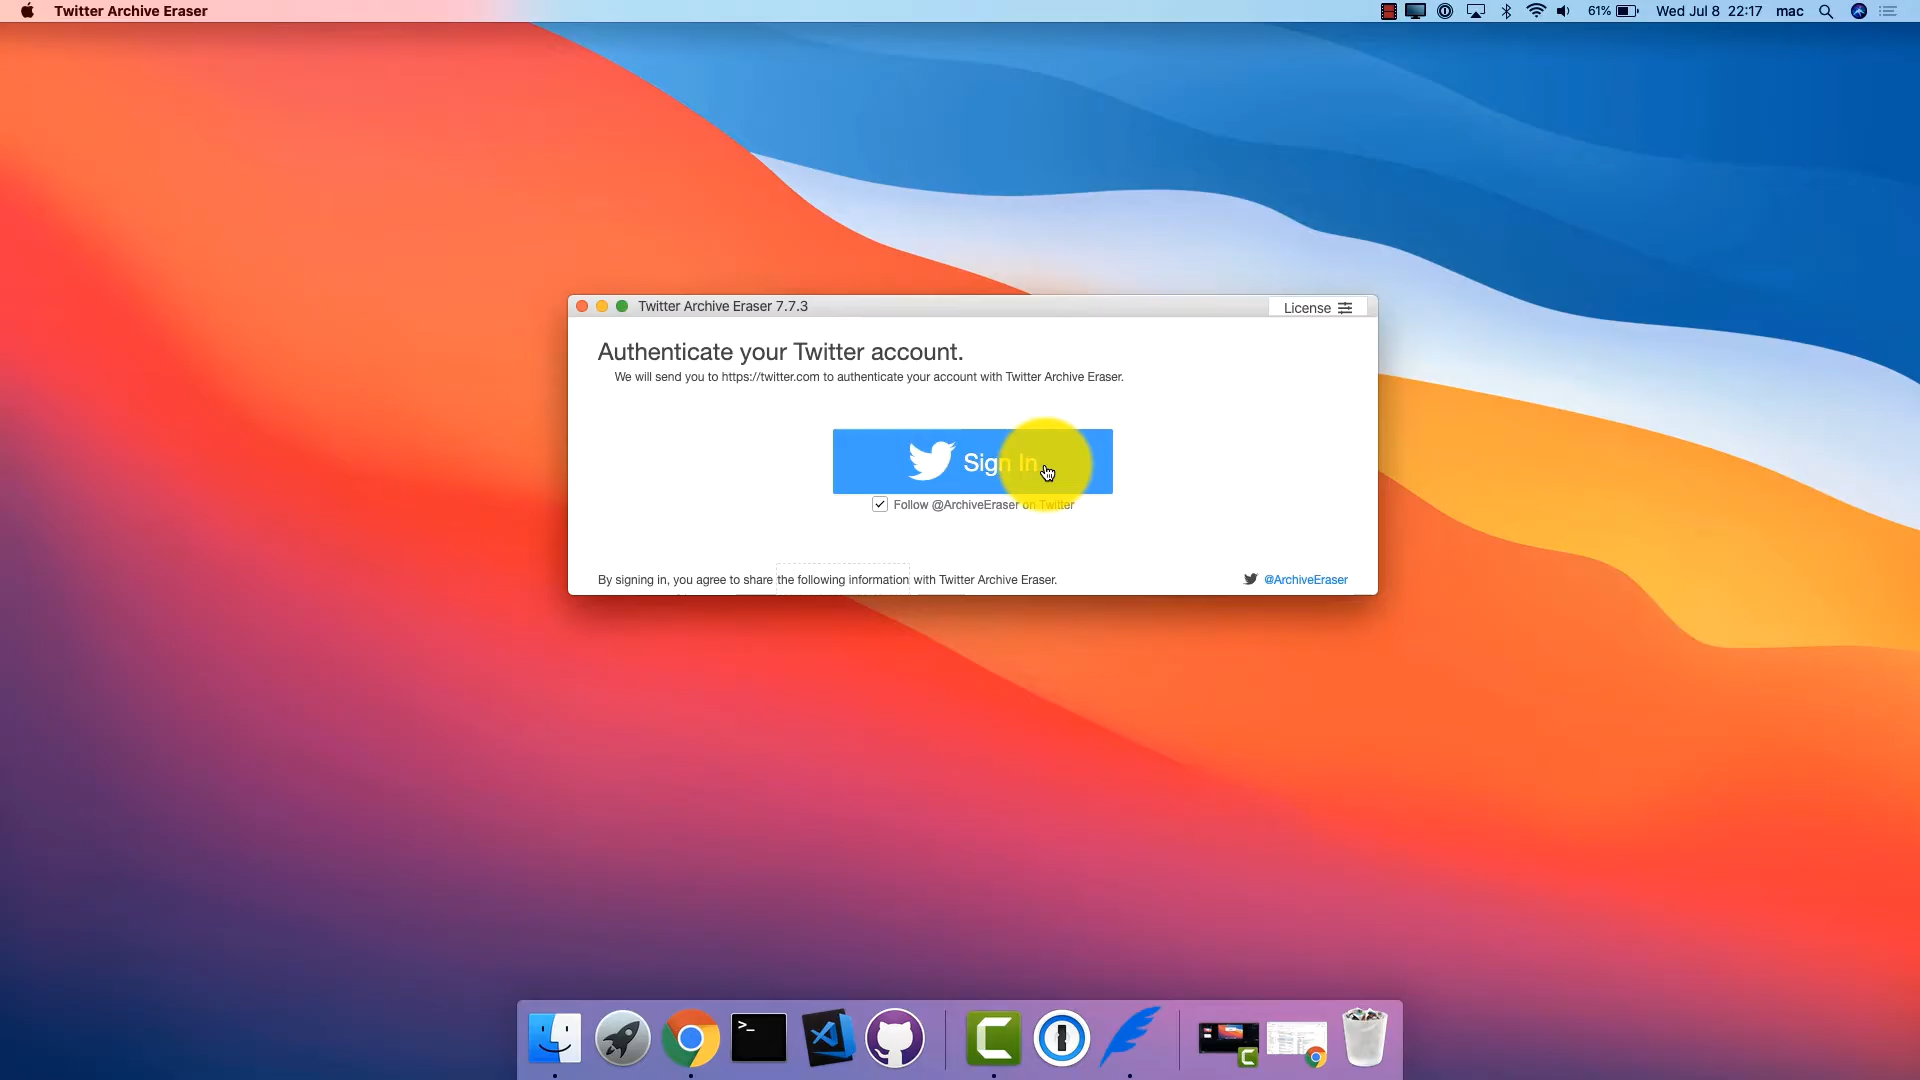 Twitter Archive Eraser
61%
Wed Jul 8 22:17
mac
Twitter Archive Eraser 7.7.3
License
Authenticate your Twitter account.
We will send you to https://twitter.com to authenticate your account with Twitter Archive Eraser.
Sign In
Follow @ArchiveEraser on Twitter
By signing in, you agree to share the following information with Twitter Archive Eraser.
@ArchiveEraser
>_